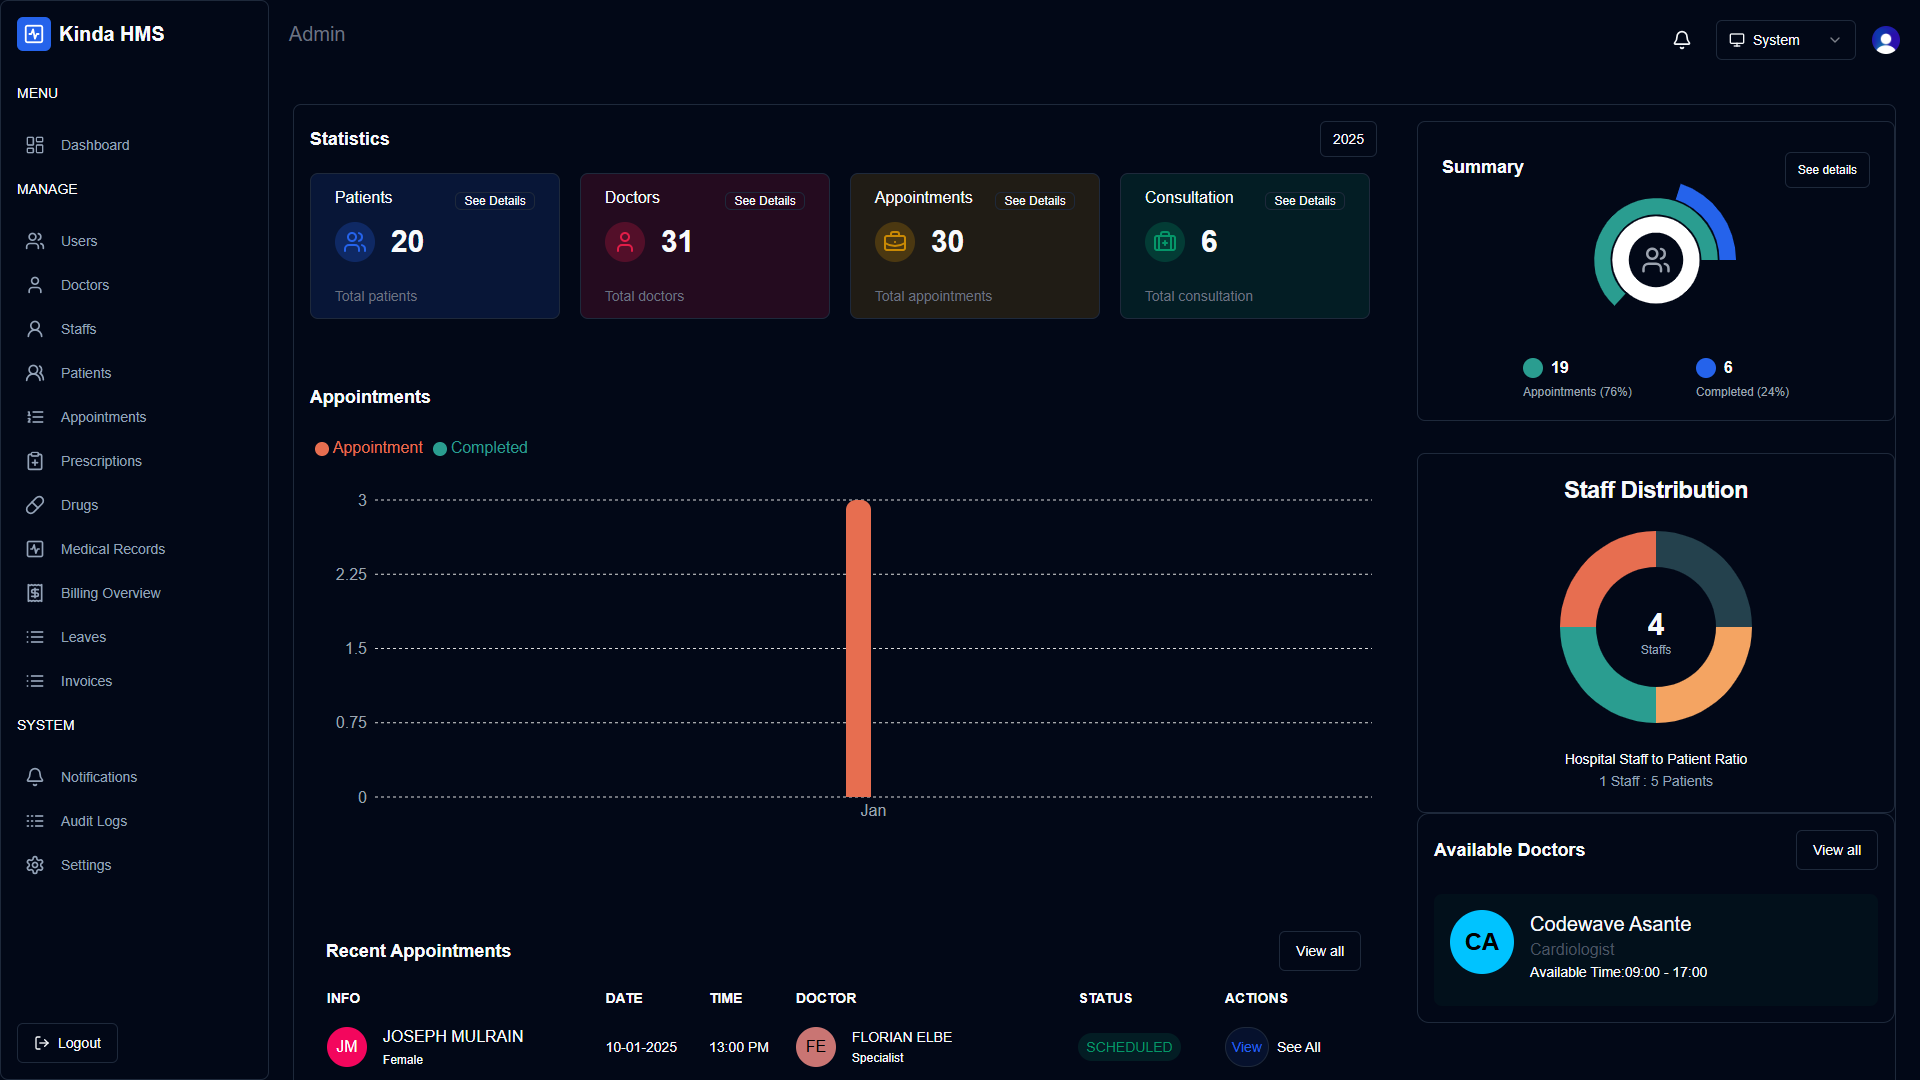 Kinda HMS
MENU
Dashboard
MANAGE
Users
Doctors
Staffs
Patients
Appointments
Prescriptions
Drugs
Medical Records
Billing Overview
Leaves
Invoices
SYSTEM
Notifications
Audit Logs
Settings
Logout
Admin
System
Statistics
2025
Patients See Details
20
Total patients
Doctors See Details
31
Total doctors
Appointments See Details
30
Total appointments
Consultation See Details
6
Total consultation
Appointments
Appointment Completed
3
2.25
1.5
0.75
0
Jan
Recent Appointments View all
INFO DATE TIME DOCTOR STATUS ACTIONS
JM JOSEPH MULRAIN Female 10-01-2025 13:00 PM FE FLORIAN ELBE Specialist SCHEDULED View See All
Summary
See details
19
Appointments (76%)
6
Completed (24%)
Staff Distribution
4
Staffs
Hospital Staff to Patient Ratio
1 Staff : 5 Patients
Available Doctors View all
CA
Codewave Asante
Cardiologist
Available Time:09:00 - 17:00